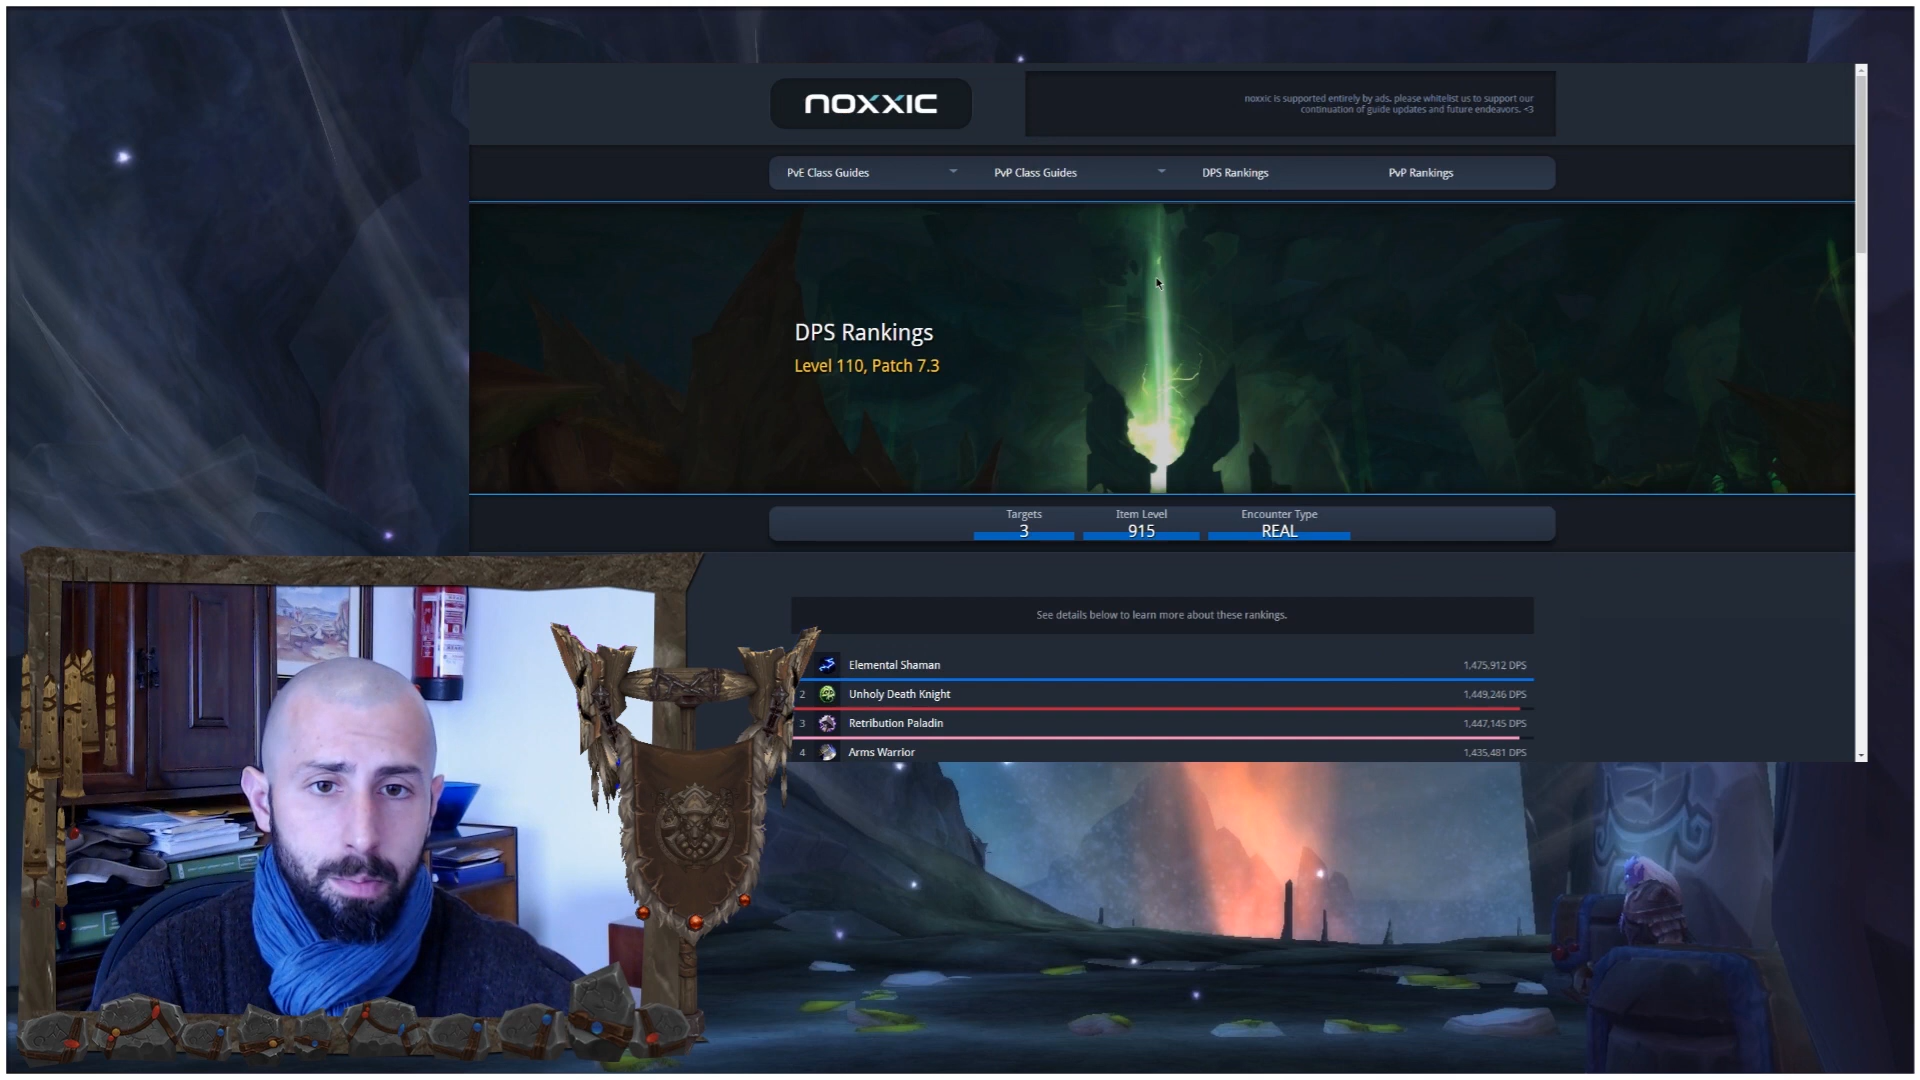 noxxic
noxxic is supported entirely by ads. please whitelist us to support our
continuation of guide updates and future endeavors. <3
PvE Class Guides
PvP Class Guides
DPS Rankings
PvP Rankings
DPS Rankings
Level 110, Patch 7.3
Targets
3
Item Level
915
Encounter Type
REAL
See details below to learn more about these rankings.
Elemental Shaman 1,475,912 DPS
2 Unholy Death Knight 1,449,246 DPS
3 Retribution Paladin 1,447,145 DPS
4 Arms Warrior 1,435,481 DPS